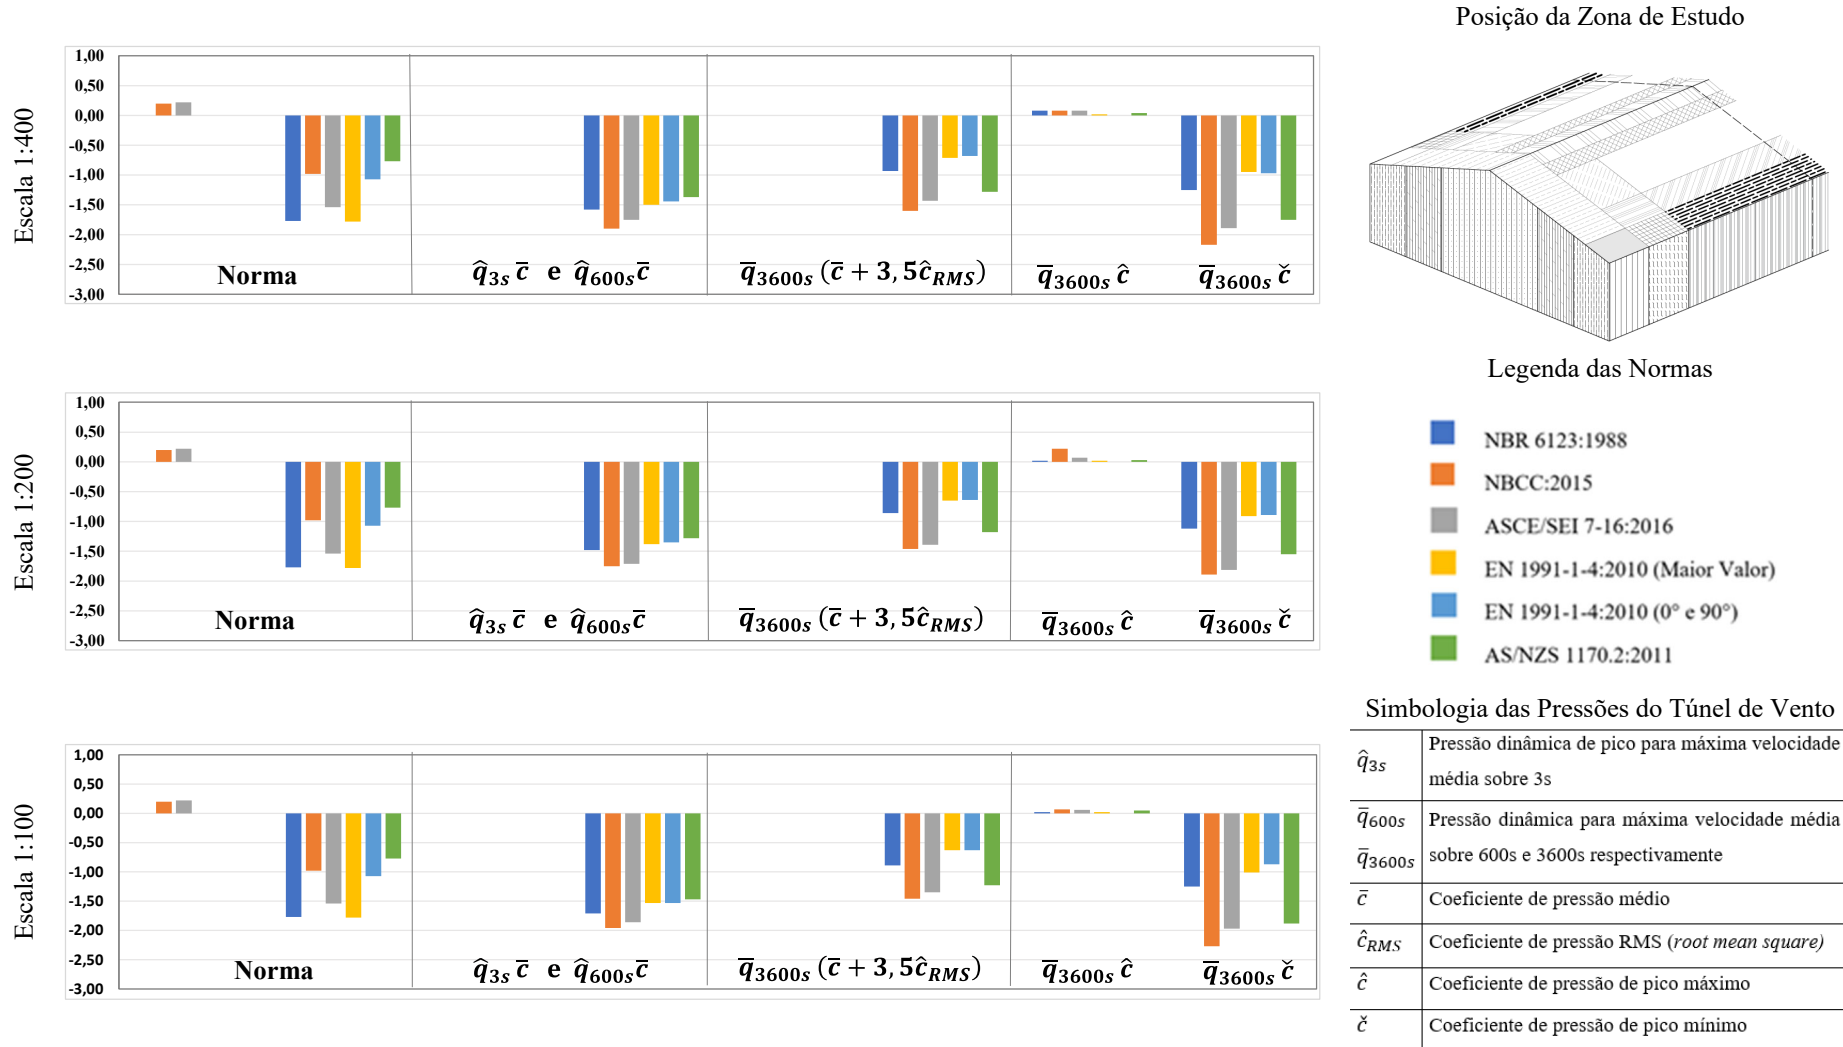 Posição da Zona de Estudo
Escala 1:400
1,00
0,50
0,00
-0,50
-1,00
-1,50
-2,00
-2,50
-3,00
Norma
q̂3s c̄ e q̂600s c̄
q̄3600s (c̄ + 3, 5ĉRMS)
q̄3600s ĉ
q̄3600s č
Escala 1:200
1,00
0,50
0,00
-0,50
-1,00
-1,50
-2,00
-2,50
-3,00
Norma
q̂3s c̄ e q̂600s c̄
q̄3600s (c̄ + 3, 5ĉRMS)
q̄3600s ĉ
q̄3600s č
Escala 1:100
1,00
0,50
0,00
-0,50
-1,00
-1,50
-2,00
-2,50
-3,00
Norma
q̂3s c̄ e q̂600s c̄
q̄3600s (c̄ + 3, 5ĉRMS)
q̄3600s ĉ
q̄3600s č
Legenda das Normas
NBR 6123:1988
NBCC:2015
ASCE/SEI 7-16:2016
EN 1991-1-4:2010 (Maior Valor)
EN 1991-1-4:2010 (0° e 90°)
AS/NZS 1170.2:2011
Simbologia das Pressões do Túnel de Vento
q̂3s Pressão dinâmica de pico para máxima velocidade
média sobre 3s
q̄600s Pressão dinâmica para máxima velocidade média
q̄3600s sobre 600s e 3600s respectivamente
c̄ Coeficiente de pressão médio
ĉRMS Coeficiente de pressão RMS (root mean square)
ĉ Coeficiente de pressão de pico máximo
č Coeficiente de pressão de pico mínimo